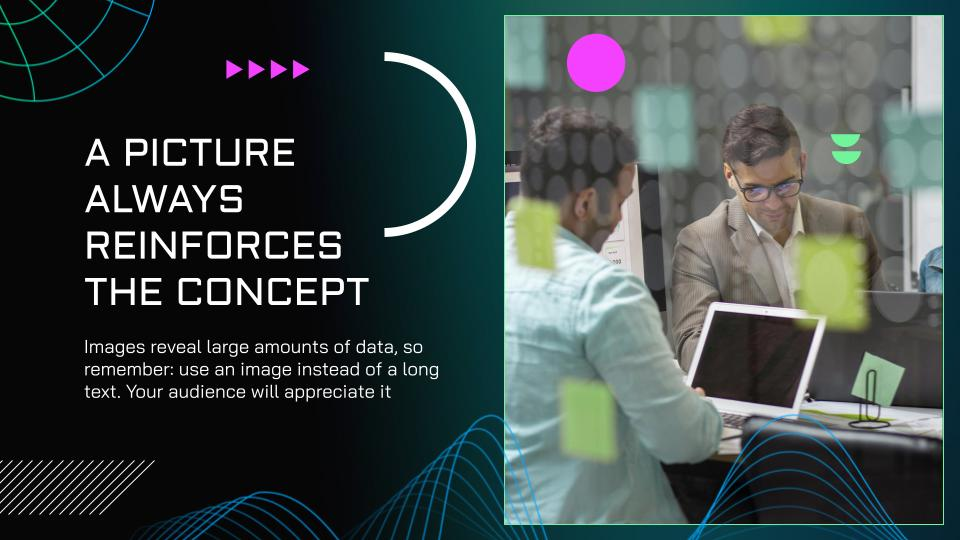 A PICTURE
ALWAYS
REINFORCES
THE CONCEPT
Images reveal large amounts of data, so
remember: use an image instead of a long
text. Your audience will appreciate it